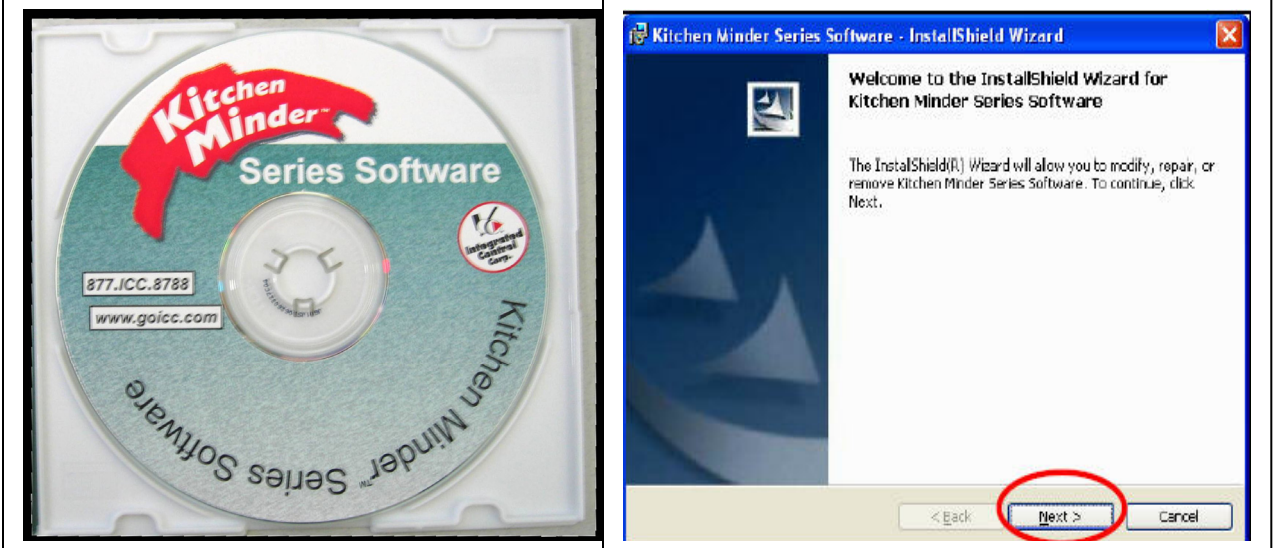 Kitchen
Minder™
Series Software
Integrated
Control
Corp.
877.ICC.8788
www.goicc.com
Kitchen Minder™ Series Software
Kitchen Minder Series Software - InstallShield Wizard
Welcome to the InstallShield Wizard for
Kitchen Minder Series Software
The InstallShield(R) Wizard will allow you to modify, repair, or
remove Kitchen Minder Series Software. To continue, click
Next.
< Back
Next >
Cancel